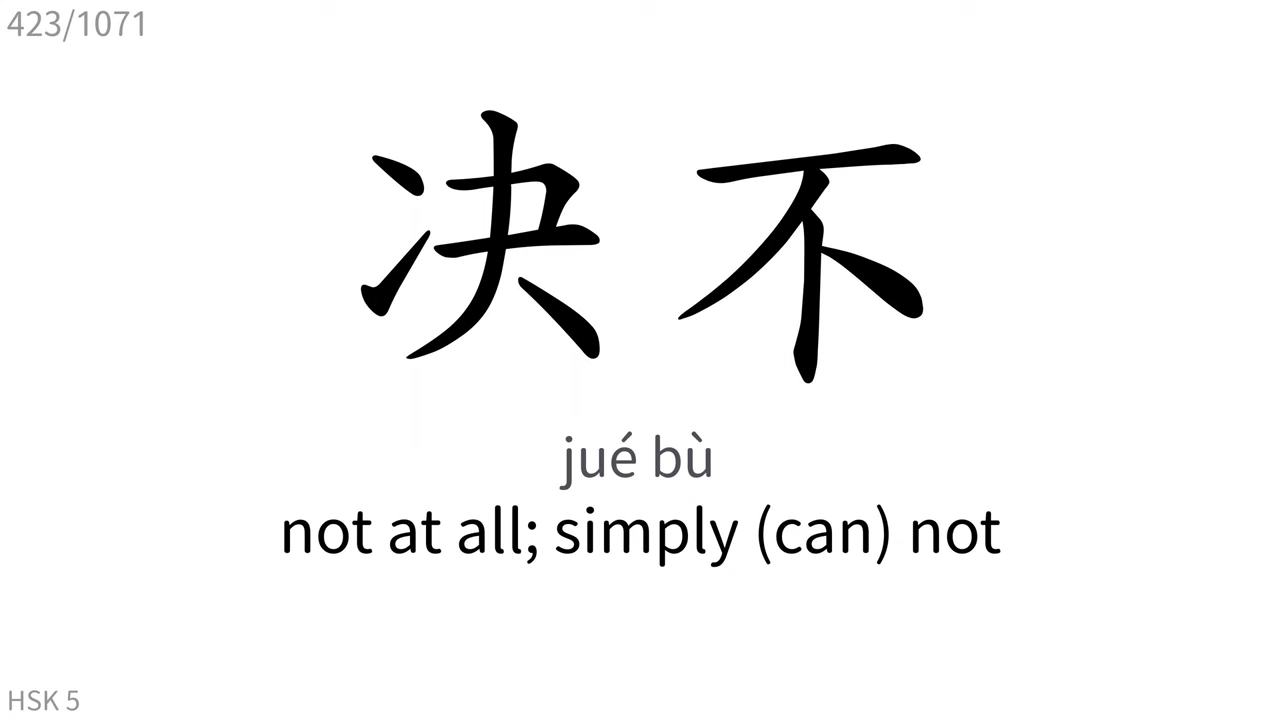 423/1071
决不
jué bù
not at all; simply (can) not
HSK 5